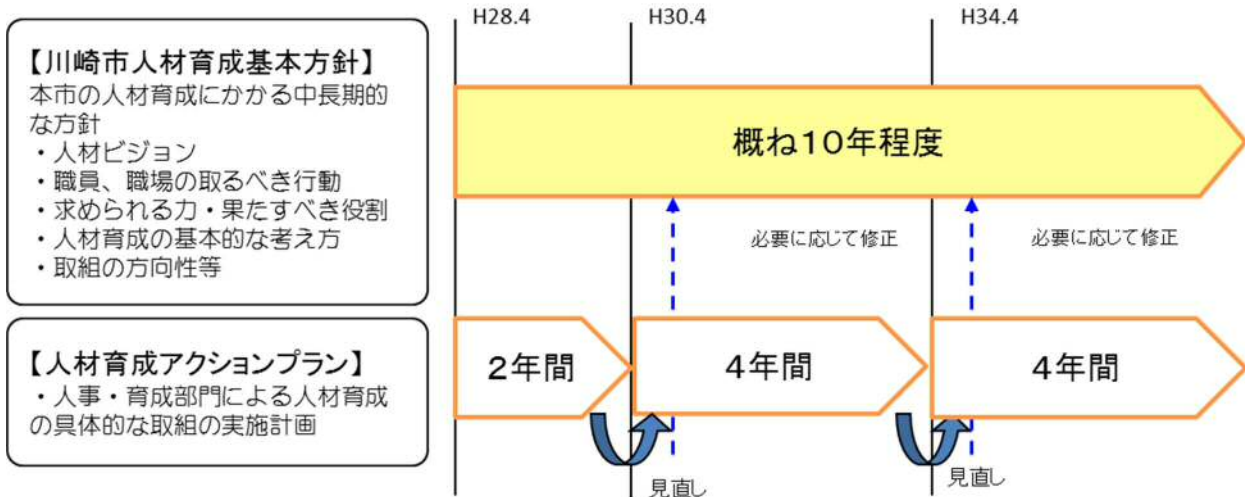 H28.4
H30.4
H34.4
【川崎市人材育成基本方針】
本市の人材育成にかかる中長期的
な方針
・人材ビジョン
・職員、職場の取るべき行動
・求められる力・果たすべき役割
・人材育成の基本的な考え方
・取組の方向性等
概ね10年程度
必要に応じて修正
必要に応じて修正
【人材育成アクションプラン】
・人事・育成部門による人材育成
の具体的な取組の実施計画
2年間
4年間
4年間
見直し
見直し